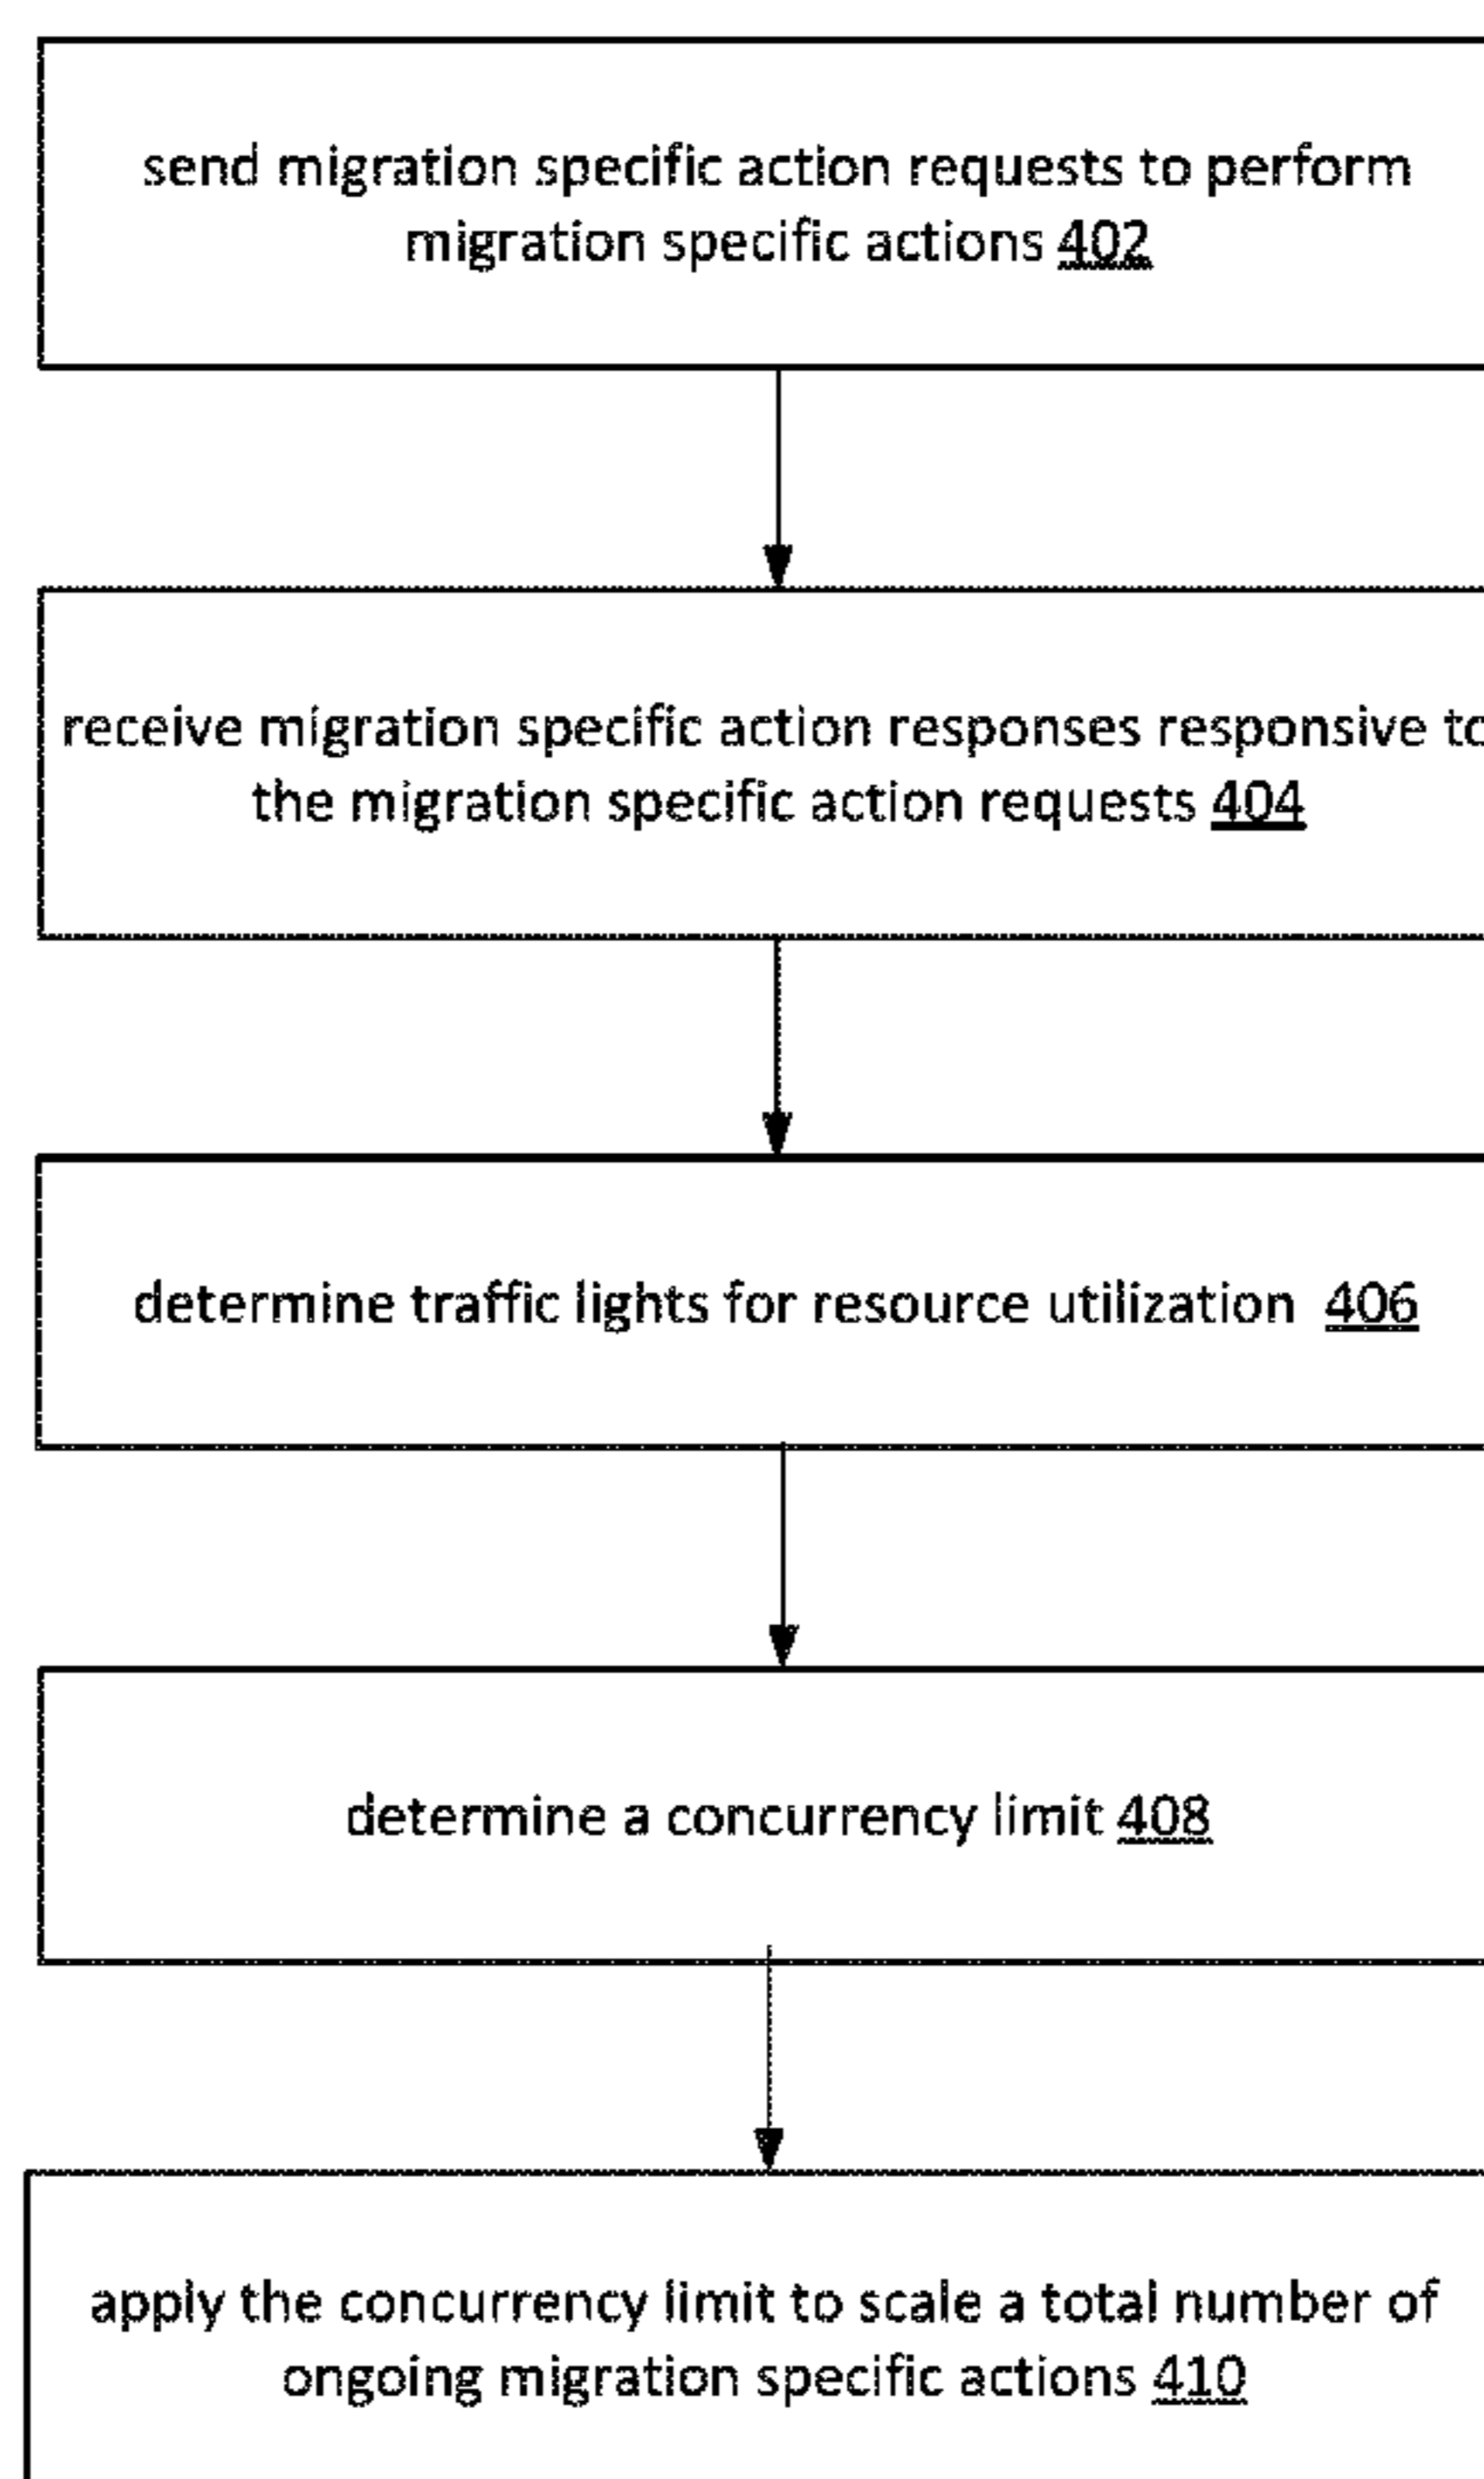 send migration specific action requests to perform
migration specific actions 402
receive migration specific action responses responsive to
the migration specific action requests 404
determine traffic lights for resource utilization 406
determine a concurrency limit 408
apply the concurrency limit to scale a total number of
ongoing migration specific actions 410